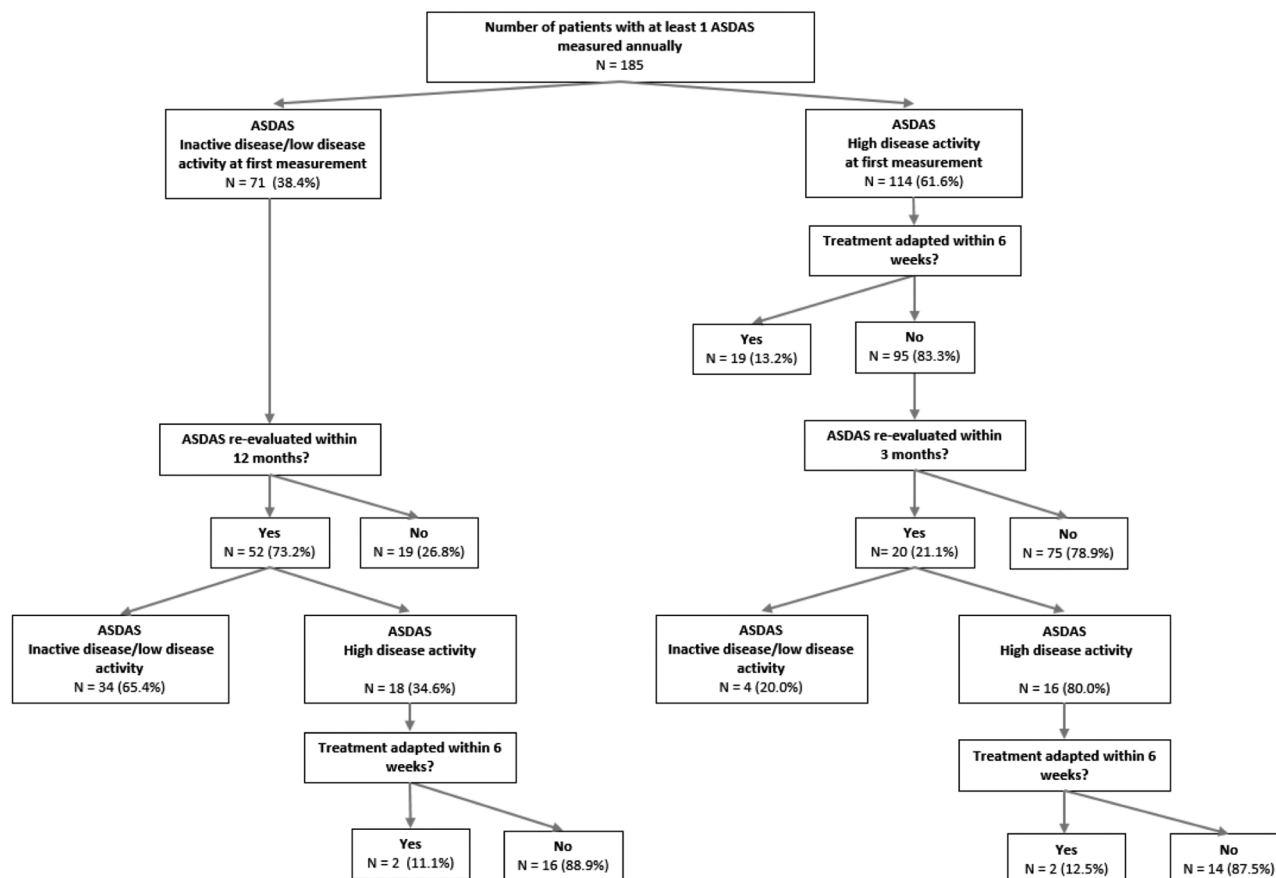 Number of patients with at least 1 ASDAS
measured annually
N = 185
ASDAS
Inactive disease/low disease
activity at first measurement
N = 71 (38.4%)
ASDAS
High disease activity
at first measurement
N = 114 (61.6%)
Treatment adapted within 6
weeks?
Yes
N = 19 (13.2%)
No
N = 95 (83.3%)
ASDAS re-evaluated within
12 months?
ASDAS re-evaluated within
3 months?
Yes
N = 52 (73.2%)
No
N = 19 (26.8%)
Yes
N= 20 (21.1%)
No
N = 75 (78.9%)
ASDAS
Inactive disease/low disease
activity
N = 34 (65.4%)
ASDAS
High disease activity
N = 18 (34.6%)
ASDAS
Inactive disease/low disease
activity
N = 4 (20.0%)
ASDAS
High disease activity
N = 16 (80.0%)
Treatment adapted within 6
weeks?
Treatment adapted within 6
weeks?
Yes
N = 2 (11.1%)
No
N = 16 (88.9%)
Yes
N = 2 (12.5%)
No
N = 14 (87.5%)